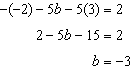 −(−2) − 5b − 5(3) = 2
2 − 5b − 15 = 2
b = −3